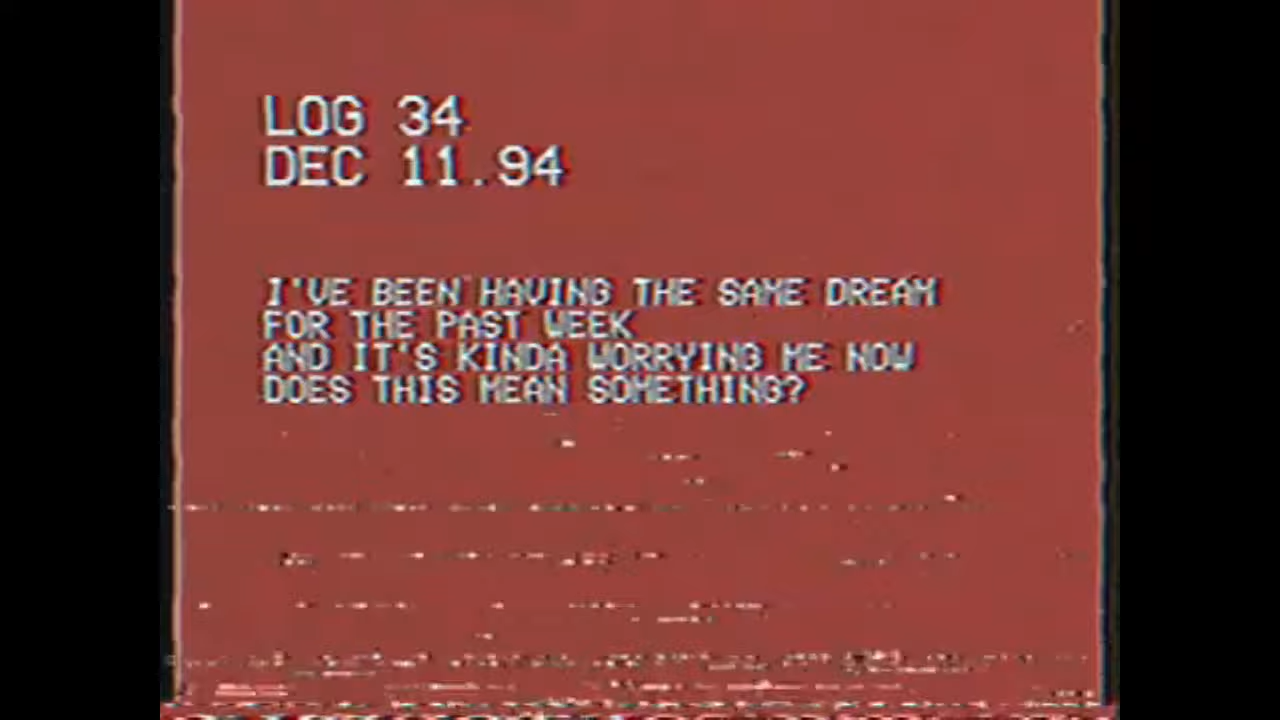 LOG 34
DEC 11.94
I'VE BEEN HAVING THE SAME DREAM
FOR THE PAST WEEK
AND IT'S KINDA WORRYING ME NOW
DOES THIS MEAN SOMETHING?